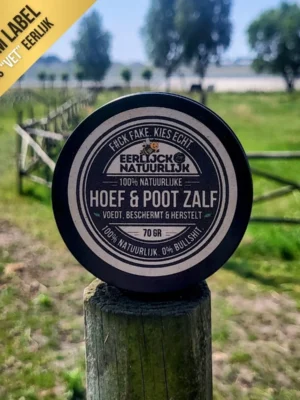 M LABEL
"VET" EERLIJK
F#CK FAKE. KIES ECHT.
EERLIJCK
NATUURLIJK
100% NATUURLIJKE
HOEF & POOT ZALF
VOEDT, BESCHERMT & HERSTELT
70 GR
100% NATUURLIJK 0% BULLSHIT